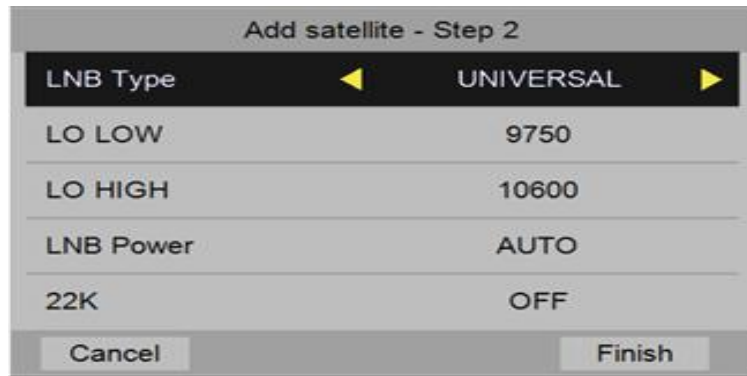 Add satellite - Step 2
LNB Type UNIVERSAL
LO LOW 9750
LO HIGH 10600
LNB Power AUTO
22K OFF
Cancel Finish